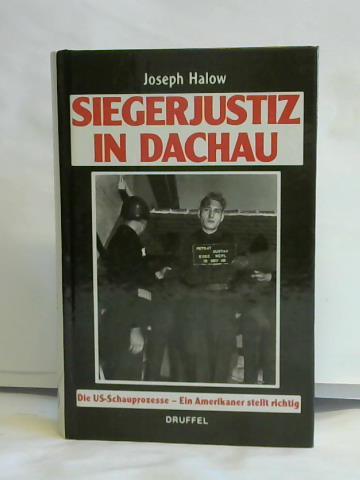 Joseph Halow
SIEGERJUSTIZ
IN DACHAU
Die US-Schauprozesse – Ein Amerikaner stellt richtig
DRUFFEL